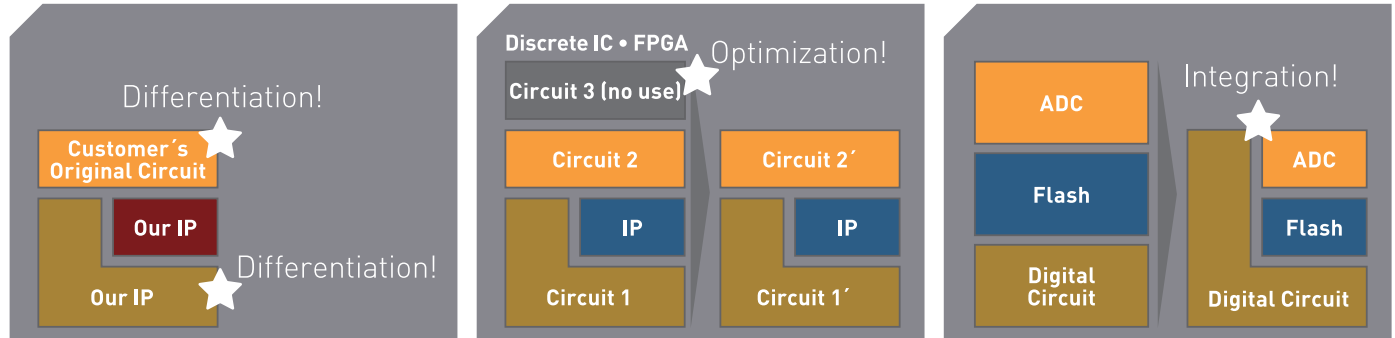 Differentiation!
Customer´s
Original Circuit
Our IP
Differentiation!
Our IP
Discrete IC • FPGA
Optimization!
Circuit 3 (no use)
Circuit 2
Circuit 2´
IP
IP
Circuit 1
Circuit 1´
Integration!
ADC
ADC
Flash
Flash
Digital
Circuit
Digital Circuit